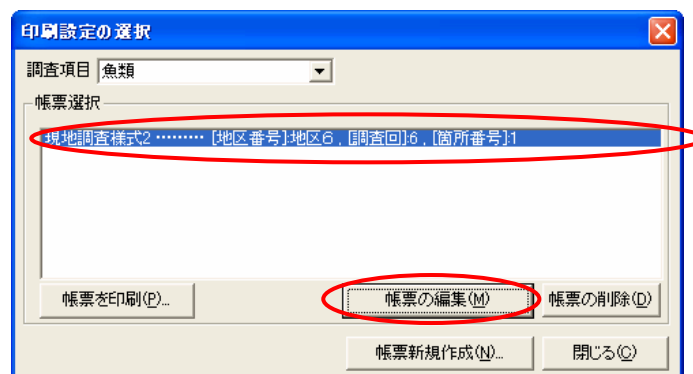 印刷設定の選択
調査項目 魚類
帳票選択
現地調査様式2 ……… [地区番号]:地区6 , [調査回]:6 , [箇所番号]:1
帳票を印刷(P)... 帳票の編集(M) 帳票の削除(D)
帳票新規作成(N)... 閉じる(C)